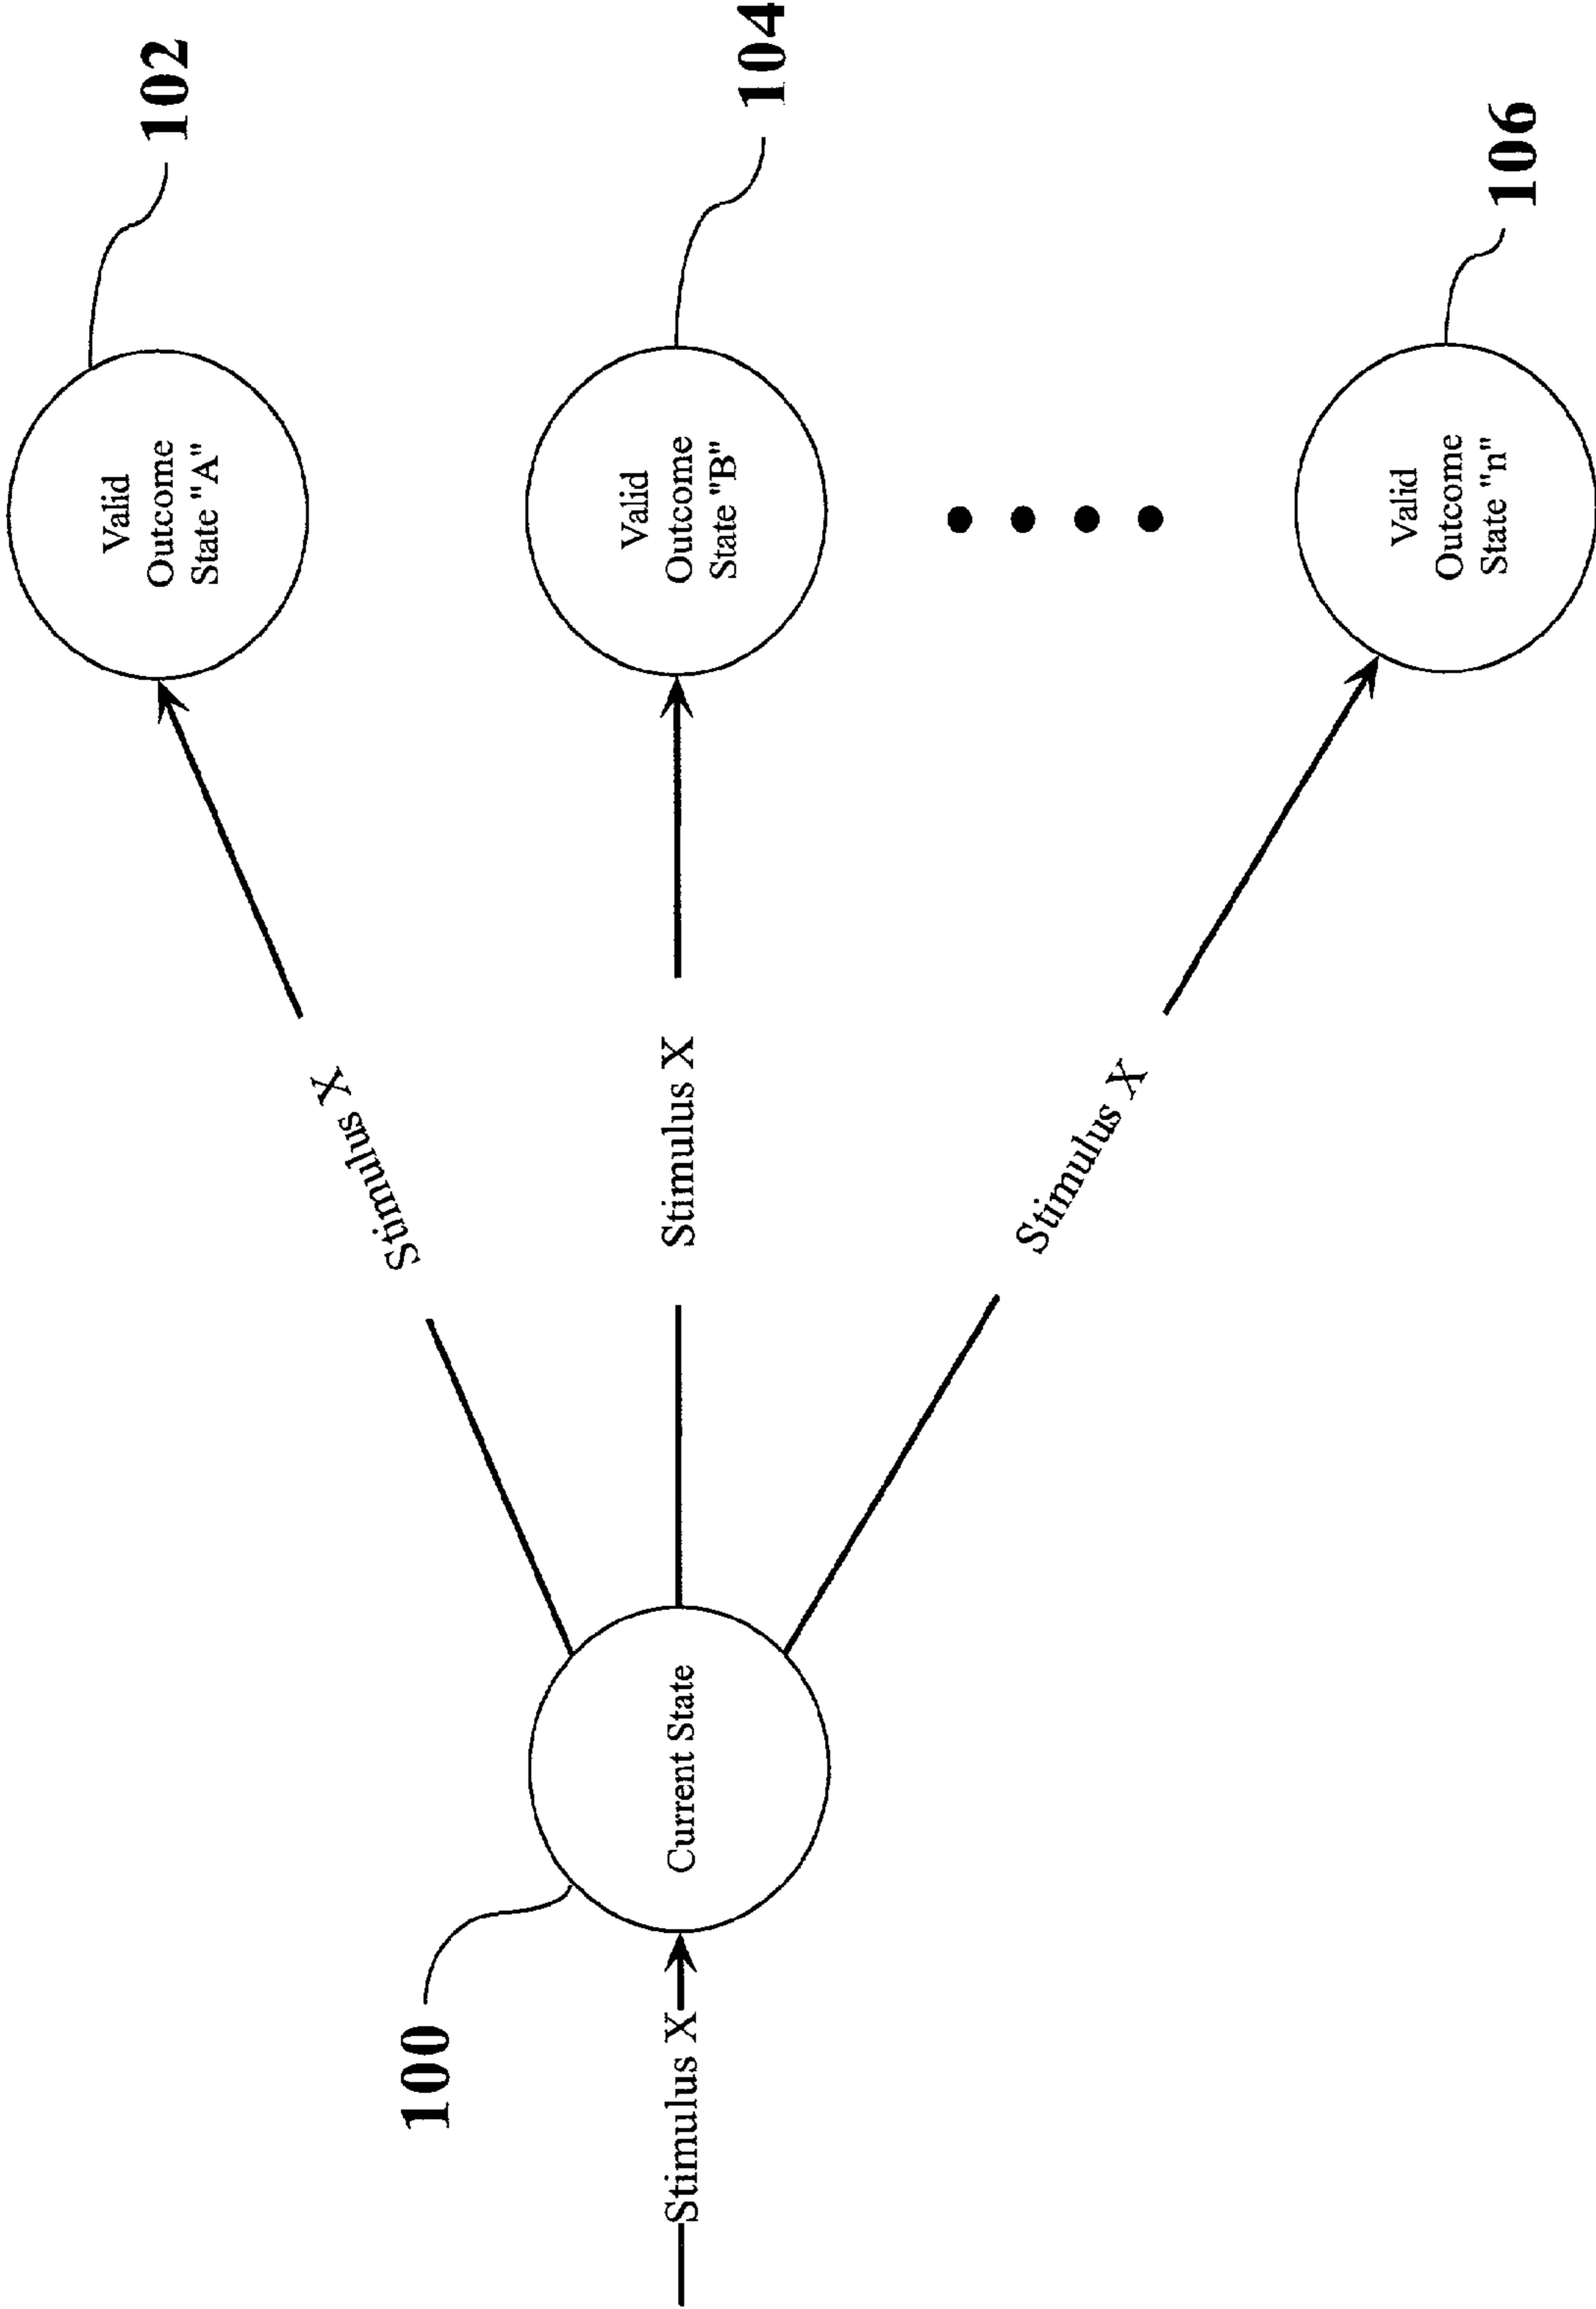 102
104
106
Valid
Outcome
State "A"
Valid
Outcome
State "B"
Valid
Outcome
State "n"
Stimulus X
Stimulus X
Stimulus X
Current State
100
Stimulus X